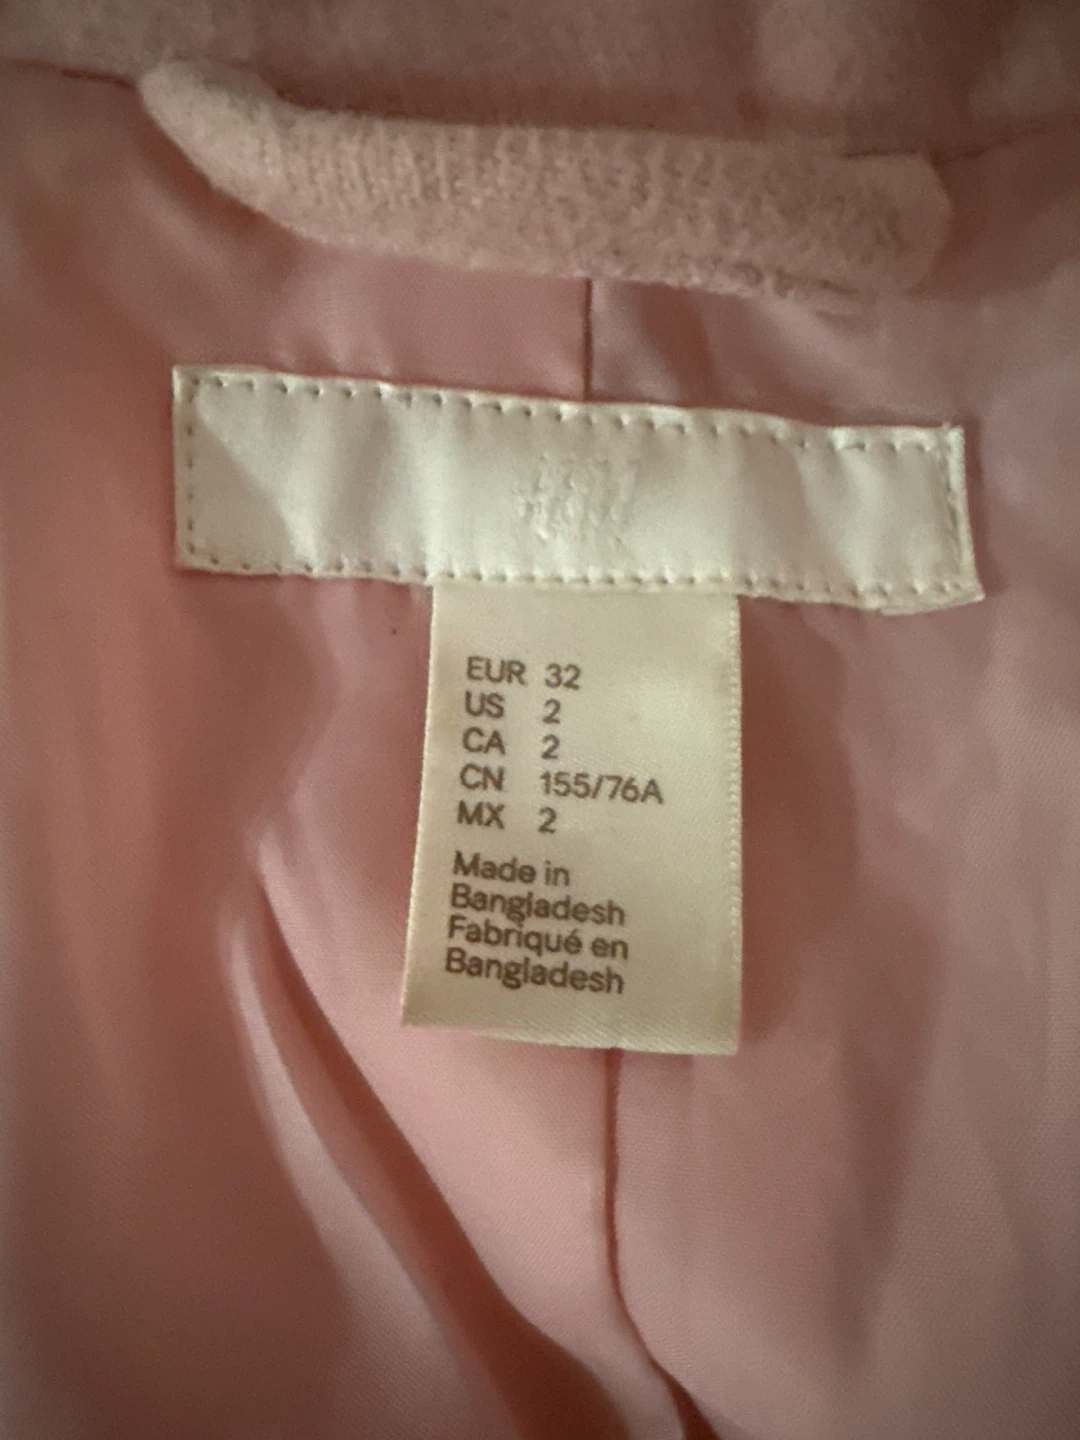 H&M
EUR 32
US 2
CA 2
CN 155/76A
MX 2
Made in
Bangladesh
Fabriqué en
Bangladesh